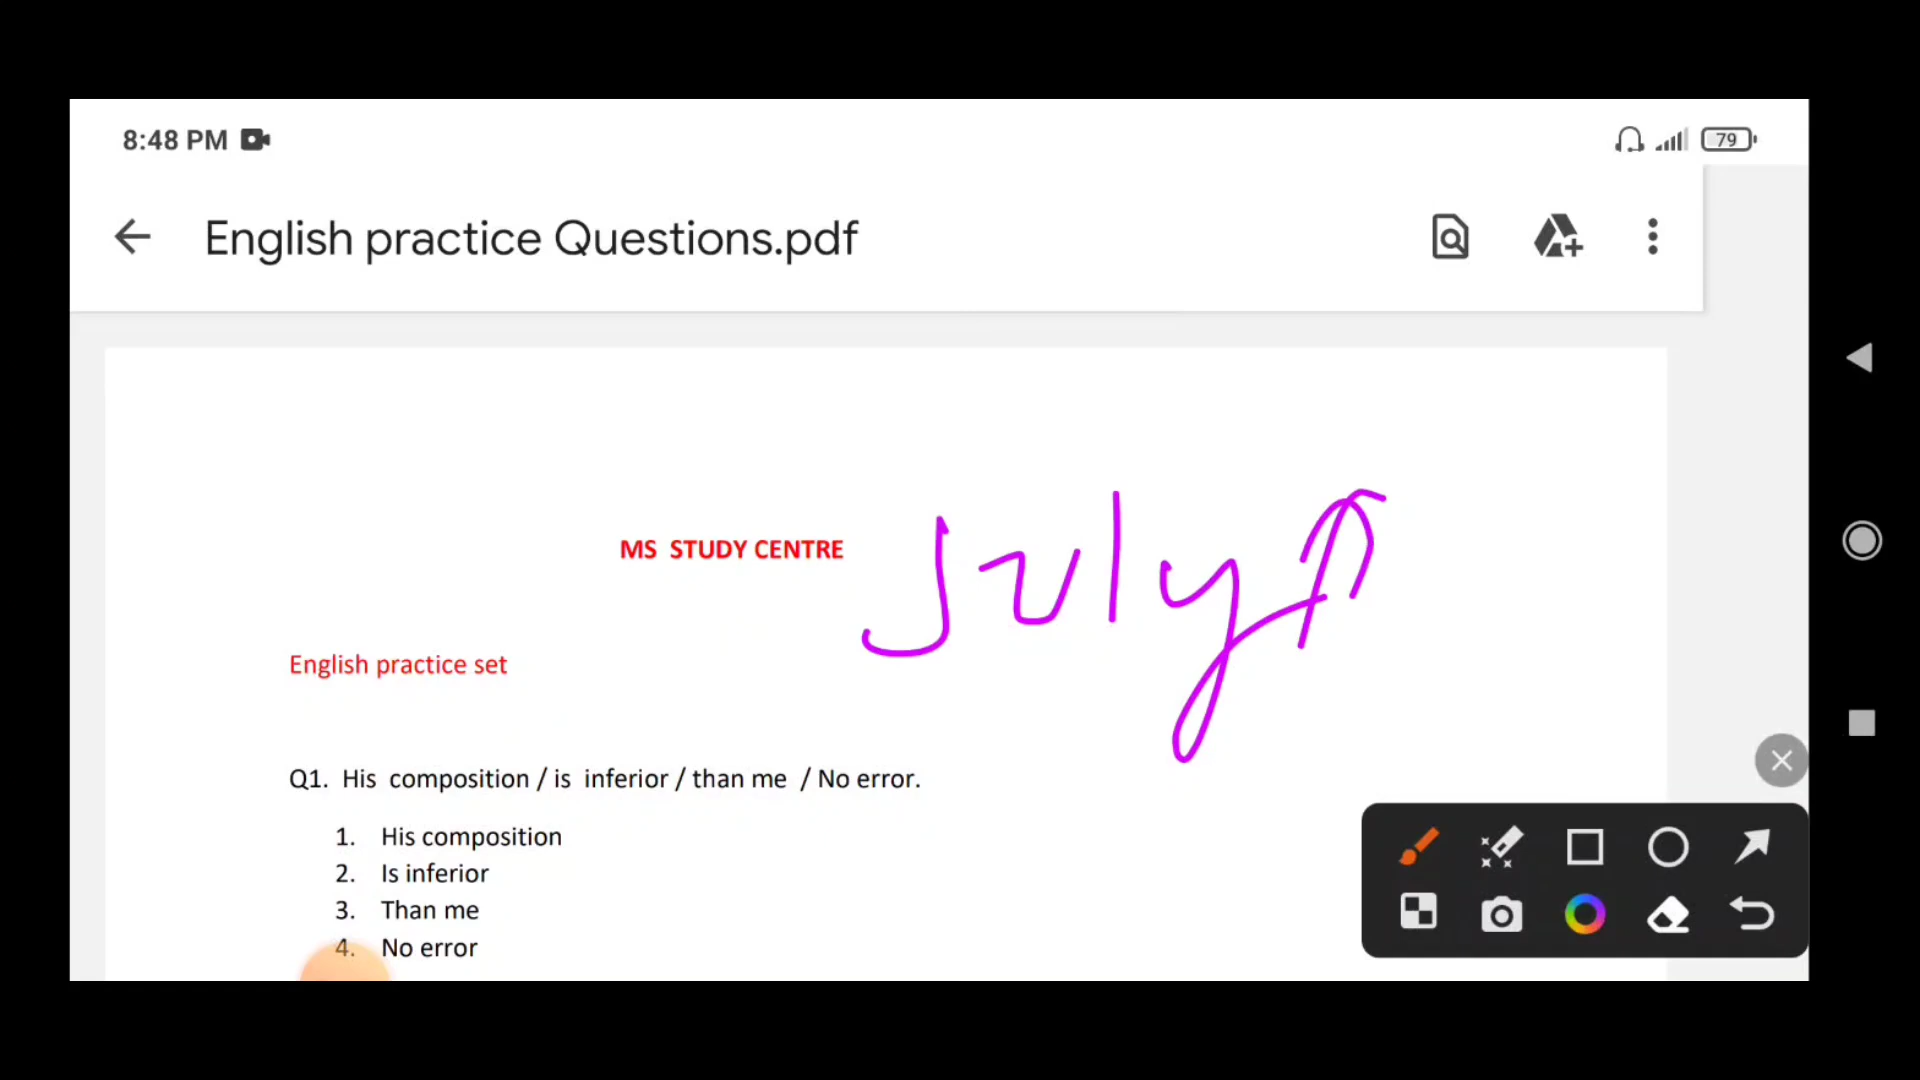 8:48 PM
79
English practice Questions.pdf
MS STUDY CENTRE
July
English practice set
Q1. His composition / is inferior / than me / No error.
1. His composition
2. Is inferior
3. Than me
4. No error